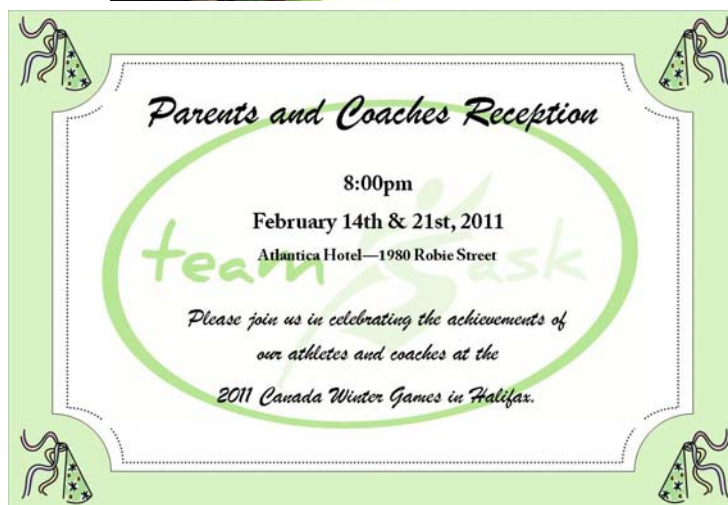 Parents and Coaches Reception
8:00pm
February 14th & 21st, 2011
Atlantica Hotel—1980 Robie Street
team sask
Please join us in celebrating the achievements of
our athletes and coaches at the
2011 Canada Winter Games in Halifax.